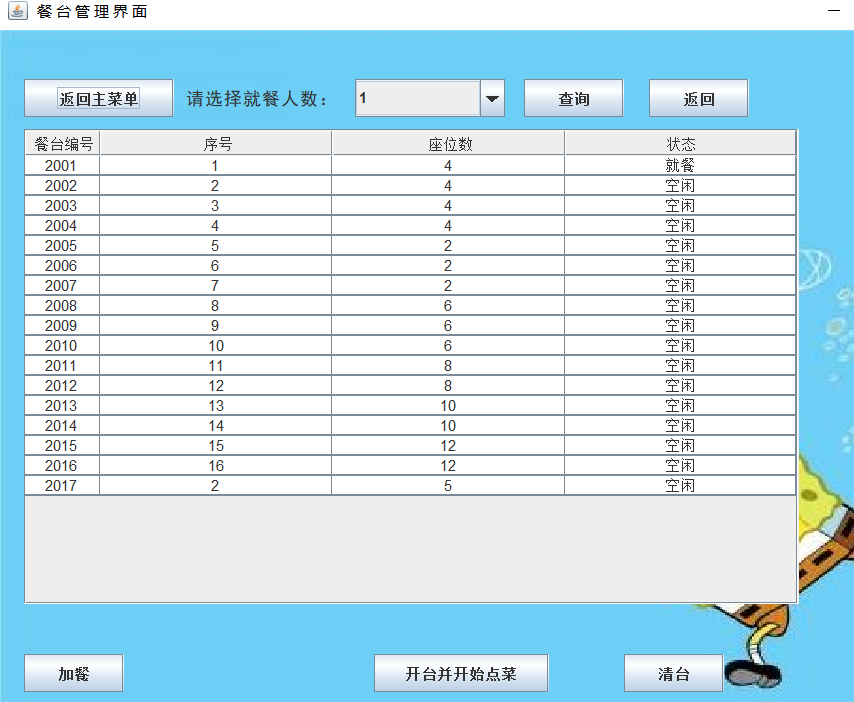 餐台管理界面
返回主菜单 请选择就餐人数： 1 查询 返回
餐台编号 序号 座位数 状态
2001 1 4 就餐
2002 2 4 空闲
2003 3 4 空闲
2004 4 4 空闲
2005 5 2 空闲
2006 6 2 空闲
2007 7 2 空闲
2008 8 6 空闲
2009 9 6 空闲
2010 10 6 空闲
2011 11 8 空闲
2012 12 8 空闲
2013 13 10 空闲
2014 14 10 空闲
2015 15 12 空闲
2016 16 12 空闲
2017 2 5 空闲
加餐 开台并开始点菜 清台